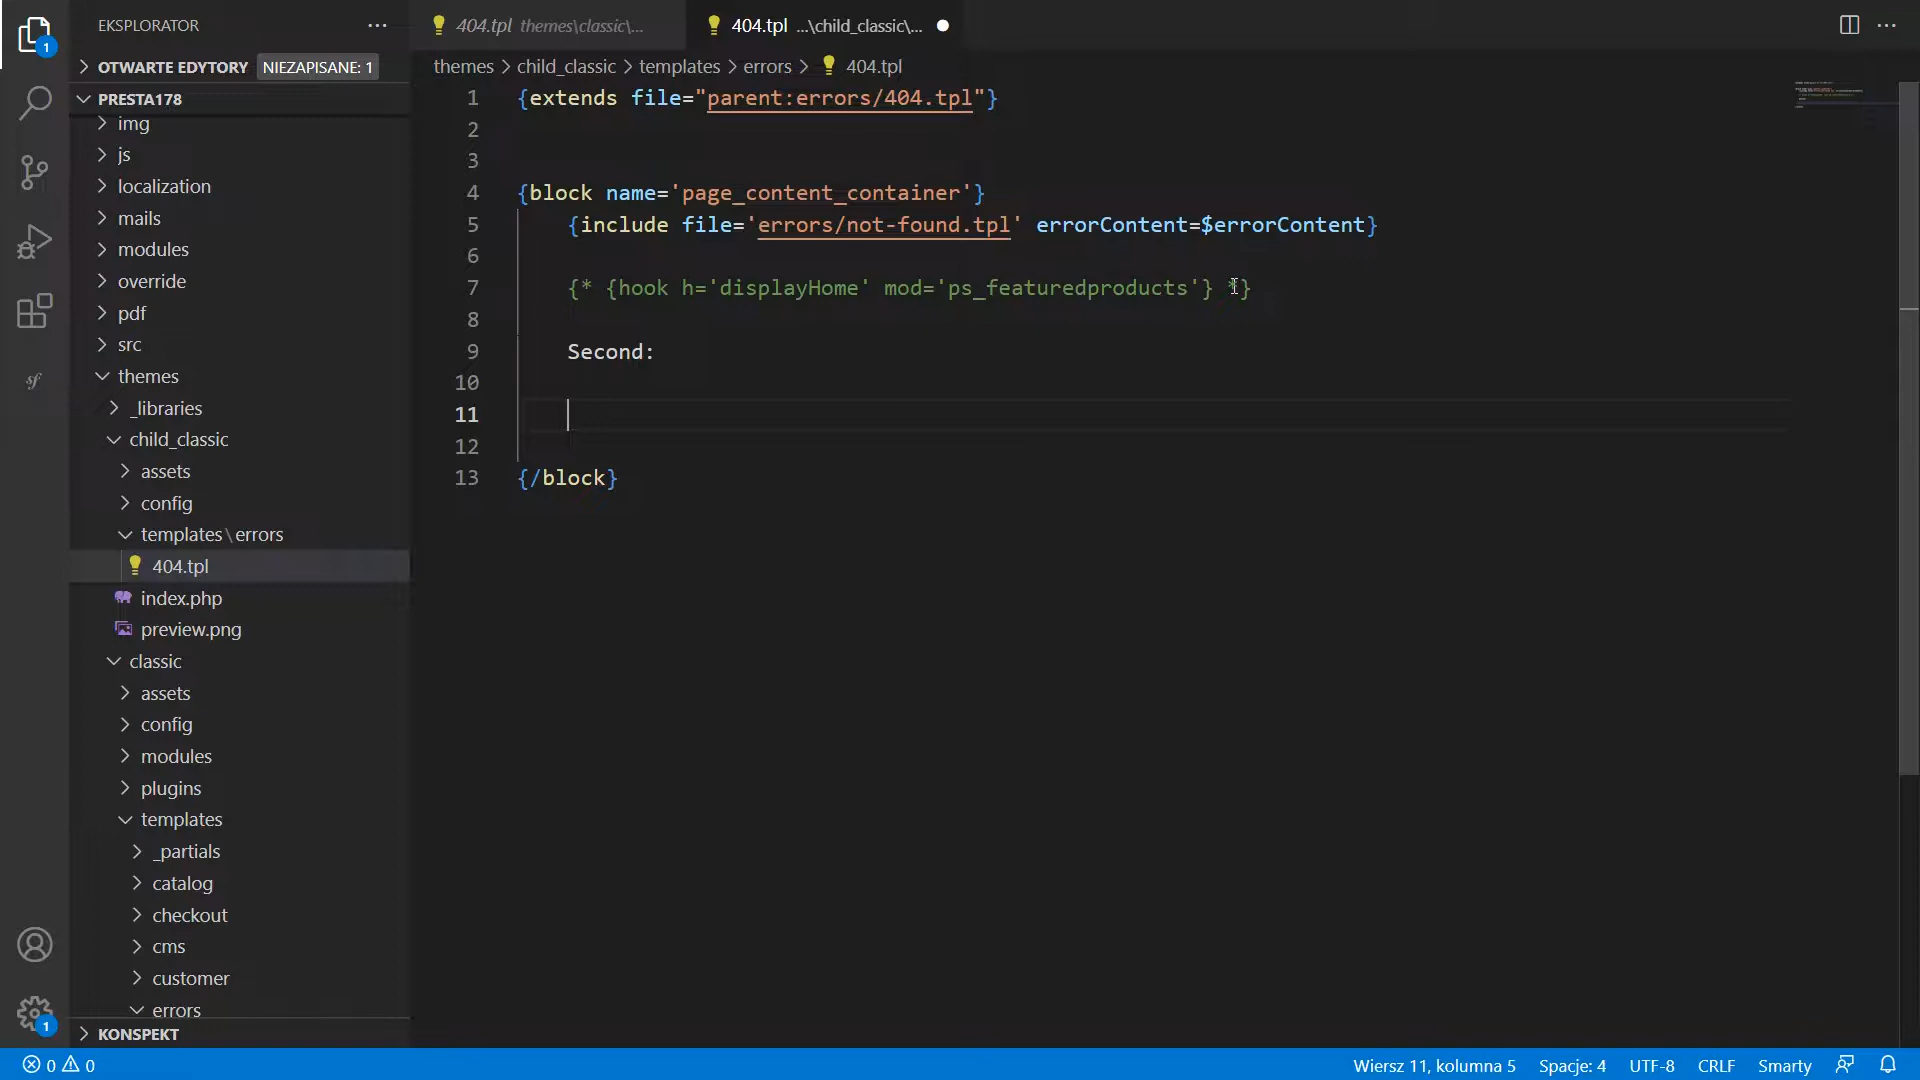 EKSPLORATOR
OTWARTE EDYTORY NIEZAPISANE: 1
PRESTA178
img
js
localization
mails
modules
override
pdf
src
themes
_libraries
child_classic
assets
config
templates\errors
404.tpl
index.php
preview.png
classic
assets
config
modules
plugins
templates
_partials
catalog
checkout
cms
customer
errors
KONSPEKT
404.tpl themes\classic\...
404.tpl ...\child_classic\...
themes > child_classic > templates > errors > 404.tpl
1 {extends file="parent:errors/404.tpl"}
2
3
4 {block name='page_content_container'}
5 {include file='errors/not-found.tpl' errorContent=$errorContent}
6
7 {* {hook h='displayHome' mod='ps_featuredproducts'} *}
8
9 Second:
10
11
12
13 {/block}
1
sf
1
0 0
Wiersz 11, kolumna 5 Spacje: 4 UTF-8 CRLF Smarty